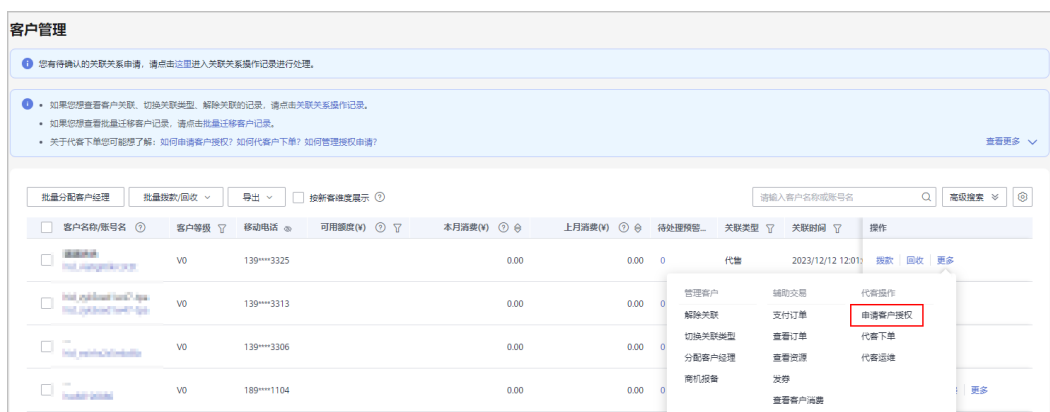 客户管理
您有待确认的关联关系申请，请点击这里进入关联关系操作记录进行处理。
• 如果您想查看客户关联、切换关联类型、解除关联的记录，请点击关联关系操作记录。
• 如果您想查看批量迁移客户记录，请点击批量迁移客户记录。
• 关于代客下单您可能想了解：如何申请客户授权？如何代客户下单？如何管理授权申请？ 查看更多
批量分配客户经理 批量拨款/回收 导出 按新客维度展示 请输入客户名称或账号名 高级搜索
客户名称/账号名 客户等级 移动电话 可用额度(¥) 本月消费(¥) 上月消费(¥) 待处理预警... 关联类型 关联时间 操作
V0 139****3325 0.00 0.00 0 代售 2023/12/12 12:01: 拨款 回收 更多
V0 139****3313 0.00 0.00 0
V0 139****3306 0.00 0.00 0
V0 189****1104 0.00 0.00 0 更多
管理客户 辅助交易 代客操作
解除关联 支付订单 申请客户授权
切换关联类型 查看订单 代客下单
分配客户经理 查看资源 代客运维
商机报备 发券
查看客户消费